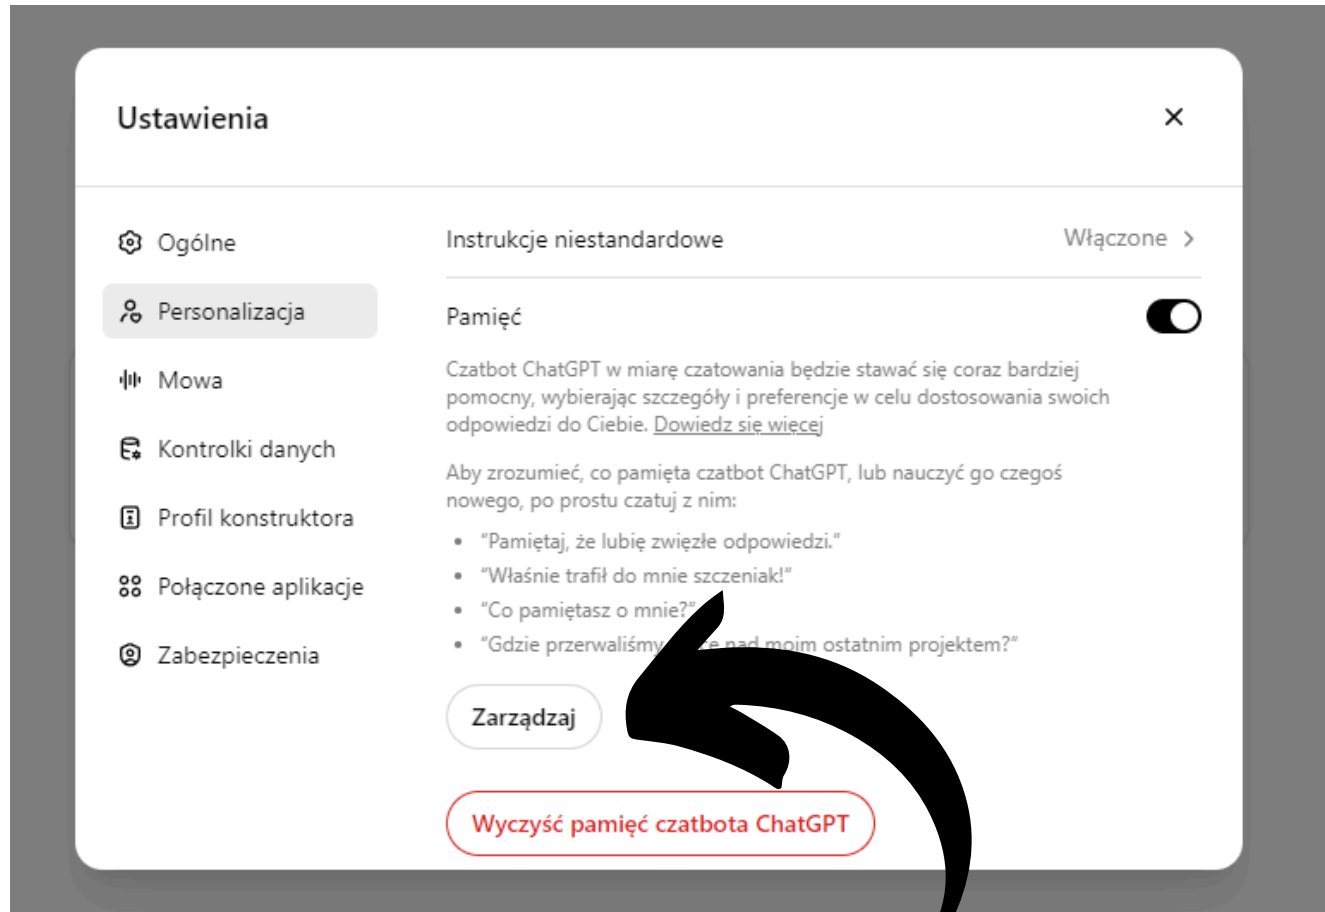 Ustawienia
Ogólne
Personalizacja
Mowa
Kontrolki danych
Profil konstruktora
Połączone aplikacje
Zabezpieczenia
Instrukcje niestandardowe Włączone
Pamięć
Czatbot ChatGPT w miarę czatowania będzie stawać się coraz bardziej
pomocny, wybierając szczegóły i preferencje w celu dostosowania swoich
odpowiedzi do Ciebie. Dowiedz się więcej
Aby zrozumieć, co pamięta czatbot ChatGPT, lub nauczyć go czegoś
nowego, po prostu czatuj z nim:
• “Pamiętaj, że lubię zwięzłe odpowiedzi.”
• “Właśnie trafił do mnie szczeniak!”
• “Co pamiętasz o mnie?”
• “Gdzie przerwaliśmy nad moim ostatnim projektem?”
Zarządzaj
Wyczyść pamięć czatbota ChatGPT